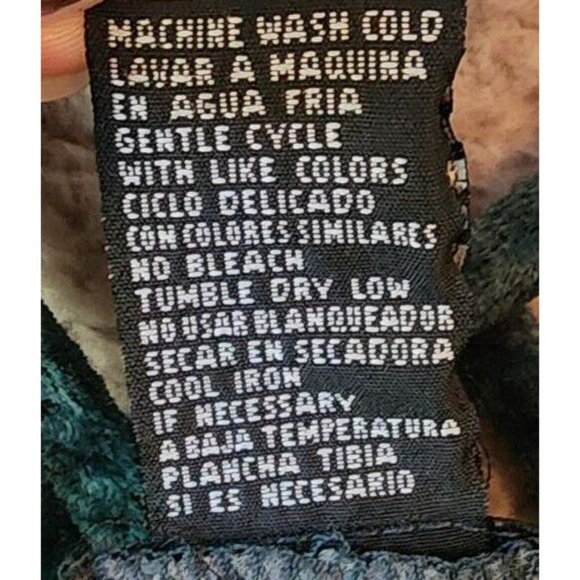 MACHINE WASH COLD
LAVAR A MAQUINA
EN AGUA FRIA
GENTLE CYCLE
WITH LIKE COLORS
CICLO DELICADO
CON COLORES SIMILARES
NO BLEACH
TUMBLE DRY LOW
NO USAR BLANQUEADOR
SECAR EN SECADORA
COOL IRON
IF NECESSARY
A BAJA TEMPERATURA
PLANCHA TIBIA
SI ES NECESARIO